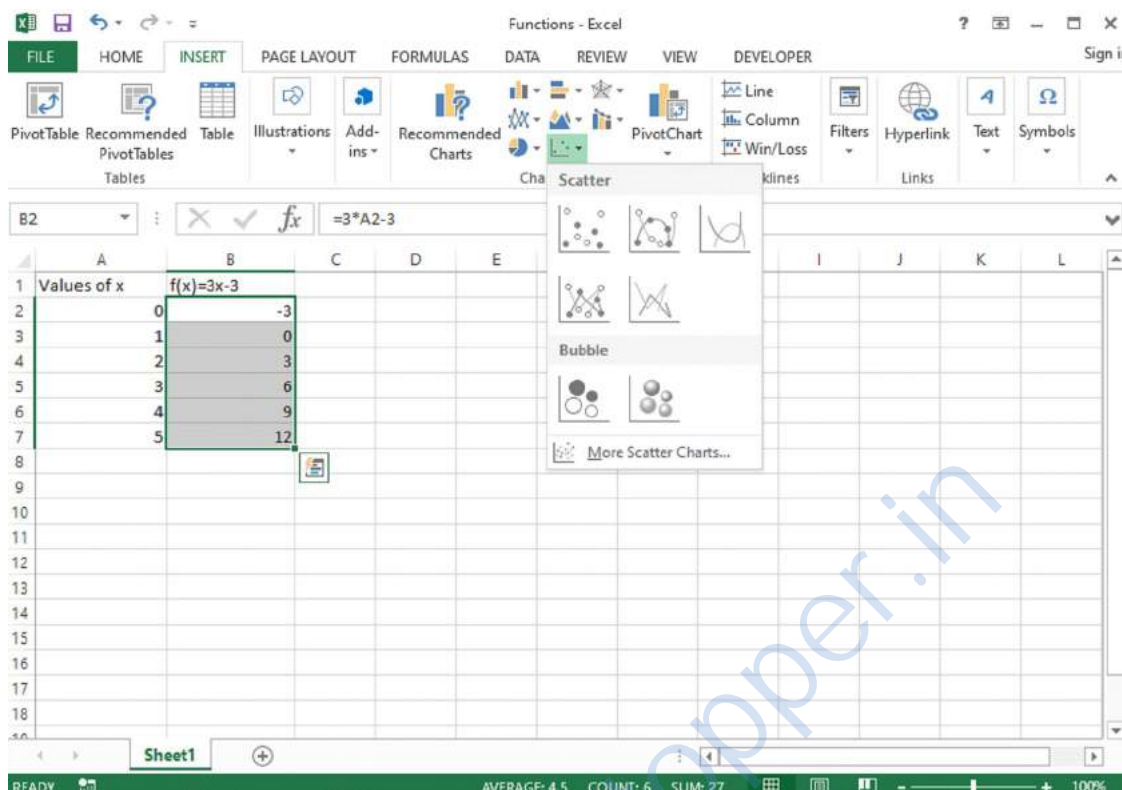 Functions - Excel
FILE HOME INSERT PAGE LAYOUT FORMULAS DATA REVIEW VIEW DEVELOPER Sign i
PivotTable Recommended PivotTables Table Illustrations Add-ins Recommended Charts PivotChart Line Column Win/Loss Filters Hyperlink Text Symbols
Tables Cha klines Links
Scatter
Bubble
More Scatter Charts...
B2 fx =3*A2-3
A B C D E I J K L
1 Values of x f(x)=3x-3
2 0 -3
3 1 0
4 2 3
5 3 6
6 4 9
7 5 12
8
9
10
11
12
13
14
15
16
17
18
Sheet1
READY AVERAGE: 4.5 COUNT: 6 SUM: 27 100%
opper.in